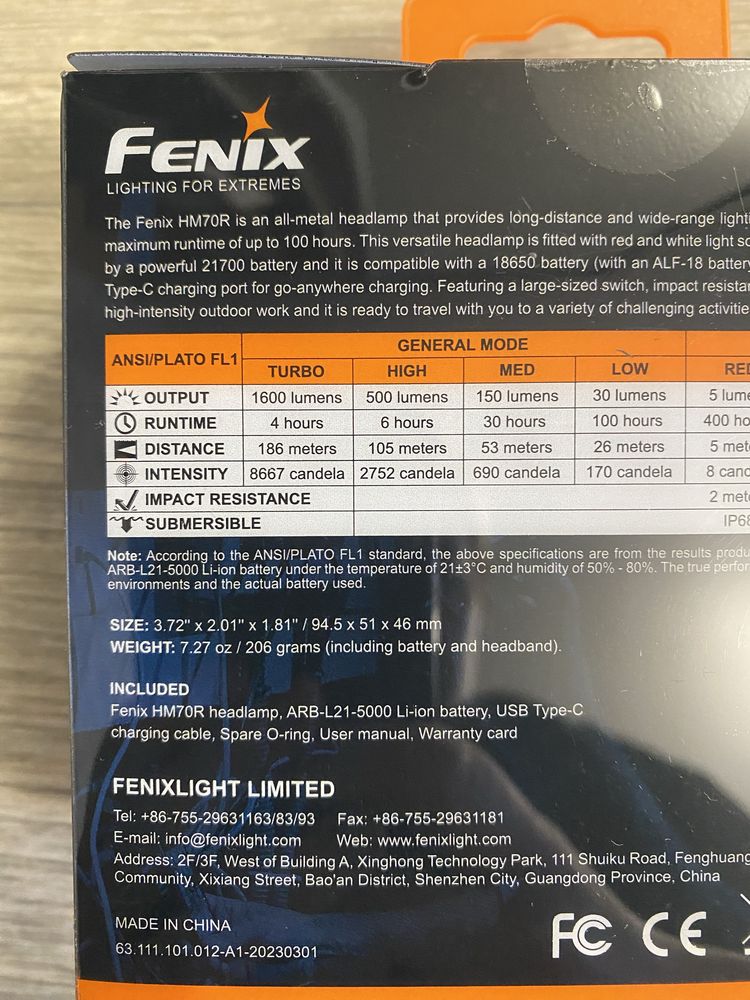 FENIX
LIGHTING FOR EXTREMES
The Fenix HM70R is an all-metal headlamp that provides long-distance and wide-range
maximum runtime of up to 100 hours. This versatile headlamp is fitted with red and white light
by a powerful 21700 battery and it is compatible with a 18650 battery (with an ALF-18
Type-C charging port for go-anywhere charging. Featuring a large-sized switch, impact
high-intensity outdoor work and it is ready to travel with you to a variety of challenging
ANSI/PLATO FL1 GENERAL MODE
TURBO HIGH MED LOW
OUTPUT 1600 lumens 500 lumens 150 lumens 30 lumens 5
RUNTIME 4 hours 6 hours 30 hours 100 hours 400
DISTANCE 186 meters 105 meters 53 meters 26 meters 5
INTENSITY 8667 candela 2752 candela 690 candela 170 candela 8
IMPACT RESISTANCE 2
SUBMERSIBLE IP68
Note: According to the ANSI/PLATO FL1 standard, the above specifications are from the results
ARB-L21-5000 Li-ion battery under the temperature of 21±3°C and humidity of 50% - 80%. The true
environments and the actual battery used.
SIZE: 3.72" x 2.01" x 1.81" / 94.5 x 51 x 46 mm
WEIGHT: 7.27 oz / 206 grams (including battery and headband).
INCLUDED
Fenix HM70R headlamp, ARB-L21-5000 Li-ion battery, USB Type-C
charging cable, Spare O-ring, User manual, Warranty card
FENIXLIGHT LIMITED
Tel: +86-755-29631163/83/93 Fax: +86-755-29631181
E-mail: info@fenixlight.com Web: www.fenixlight.com
Address: 2F/3F, West of Building A, Xinghong Technology Park, 111 Shuiku Road, Fenghuang
Community, Xixiang Street, Bao'an District, Shenzhen City, Guangdong Province, China
MADE IN CHINA
63.111.101.012-A1-20230301
FC CE